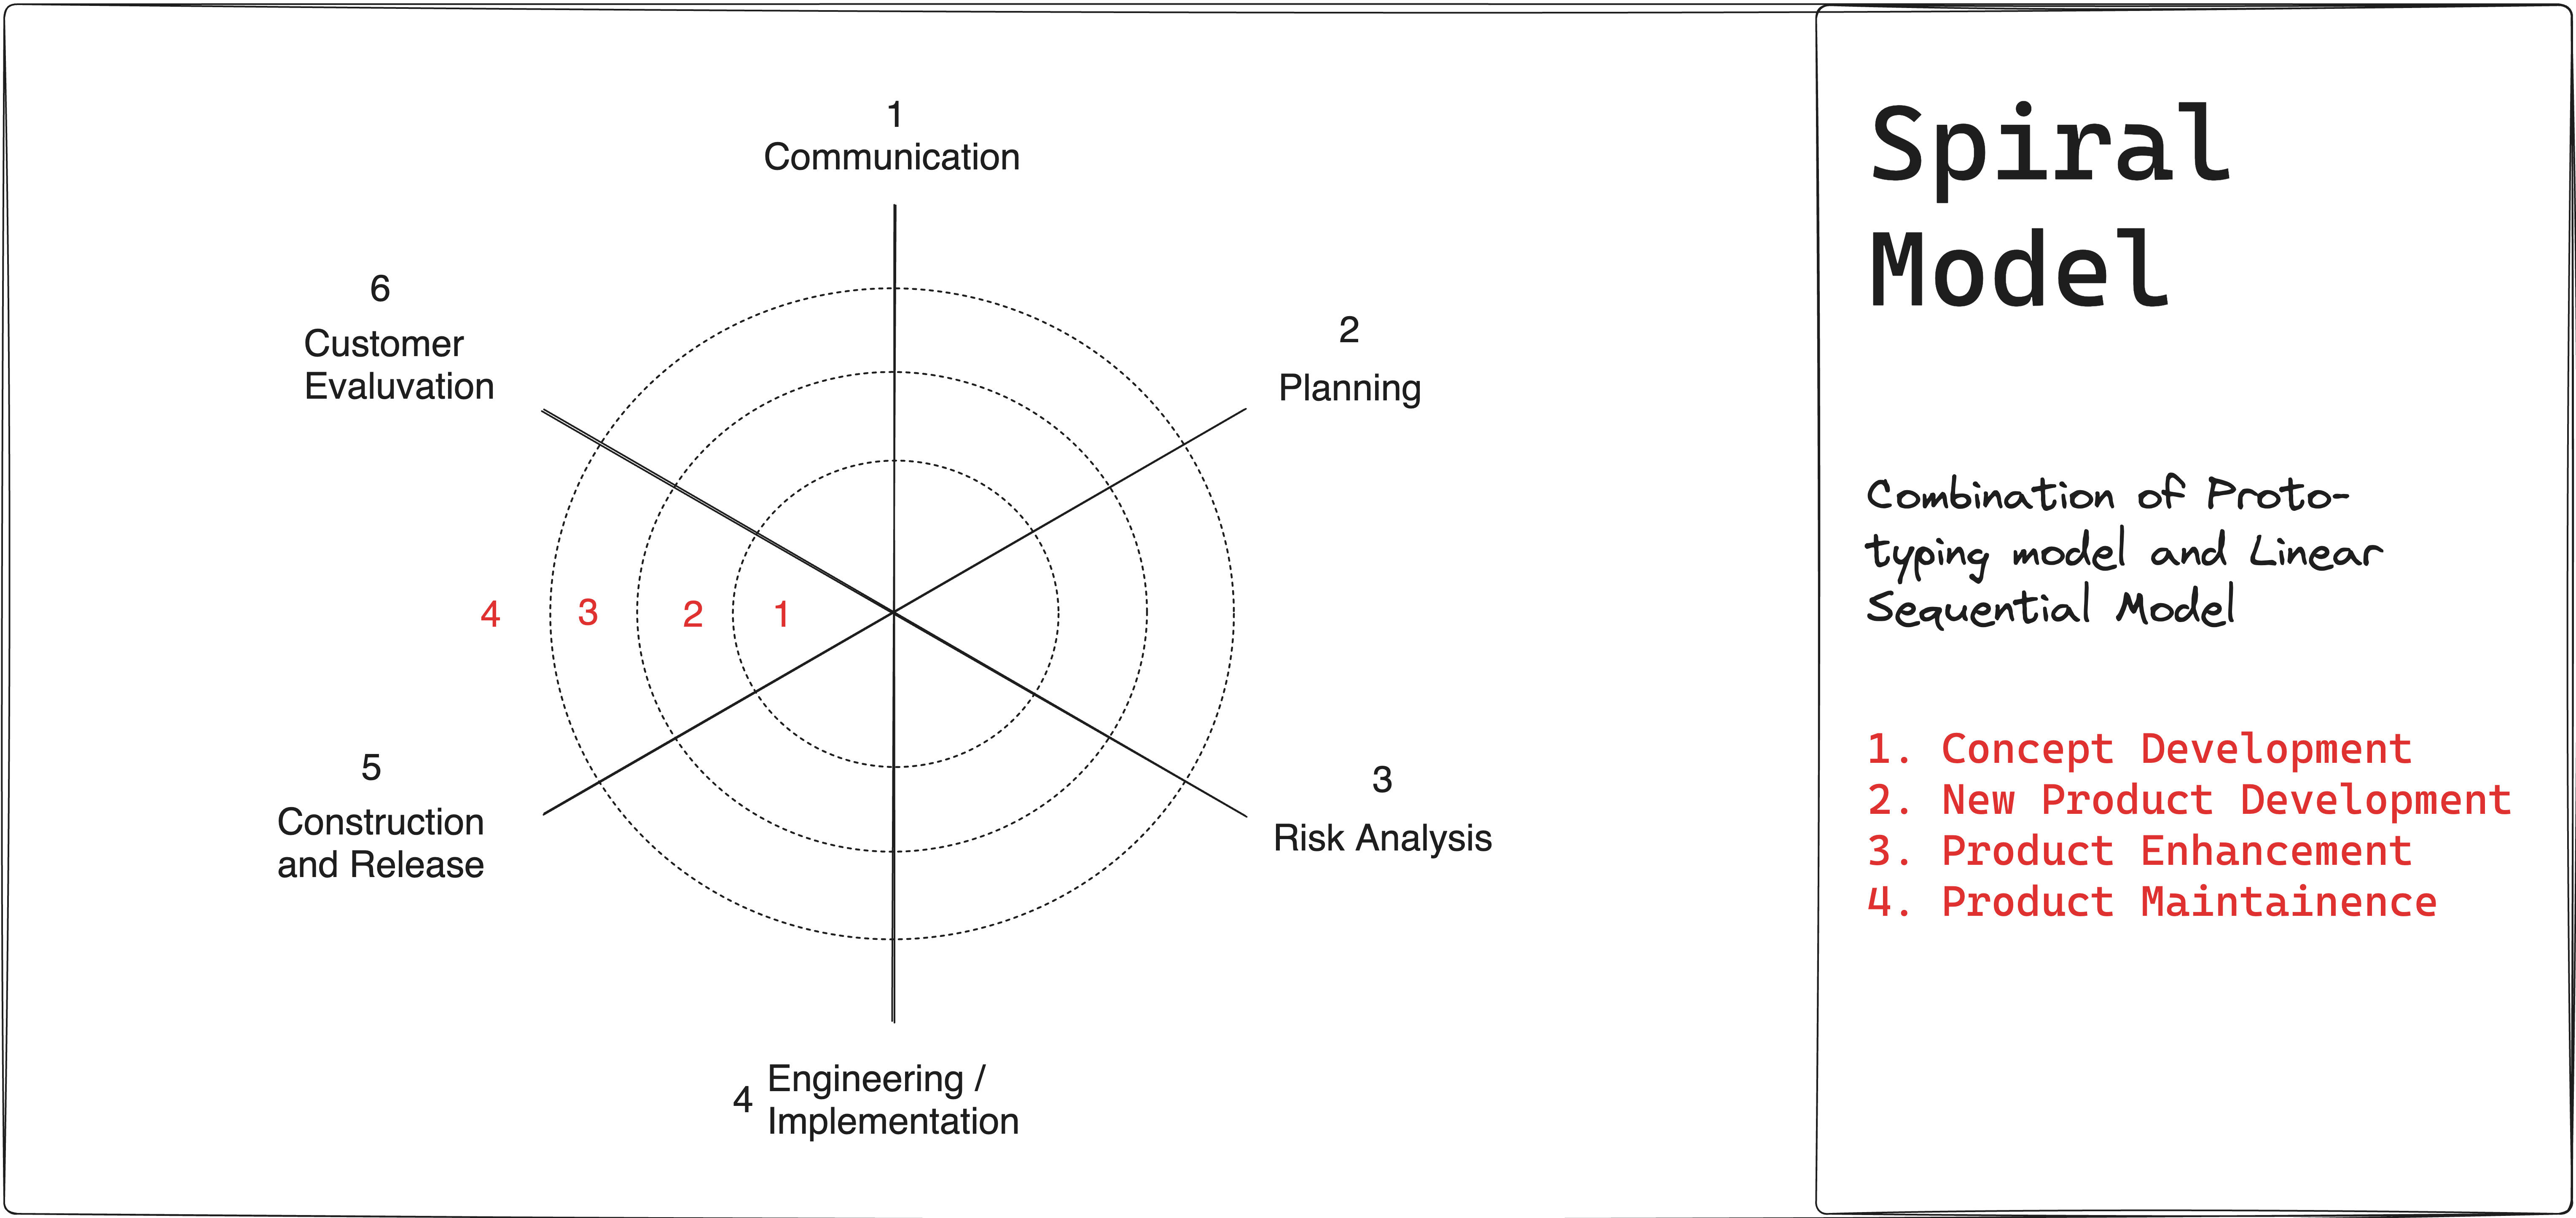 1
Communication
2
Planning
3
Risk Analysis
4
Engineering /
Implementation
5
Construction
and Release
6
Customer
Evaluvation
4 3 2 1
Spiral
Model
Combination of Proto-
typing model and Linear
Sequential Model
1. Concept Development
2. New Product Development
3. Product Enhancement
4. Product Maintainence